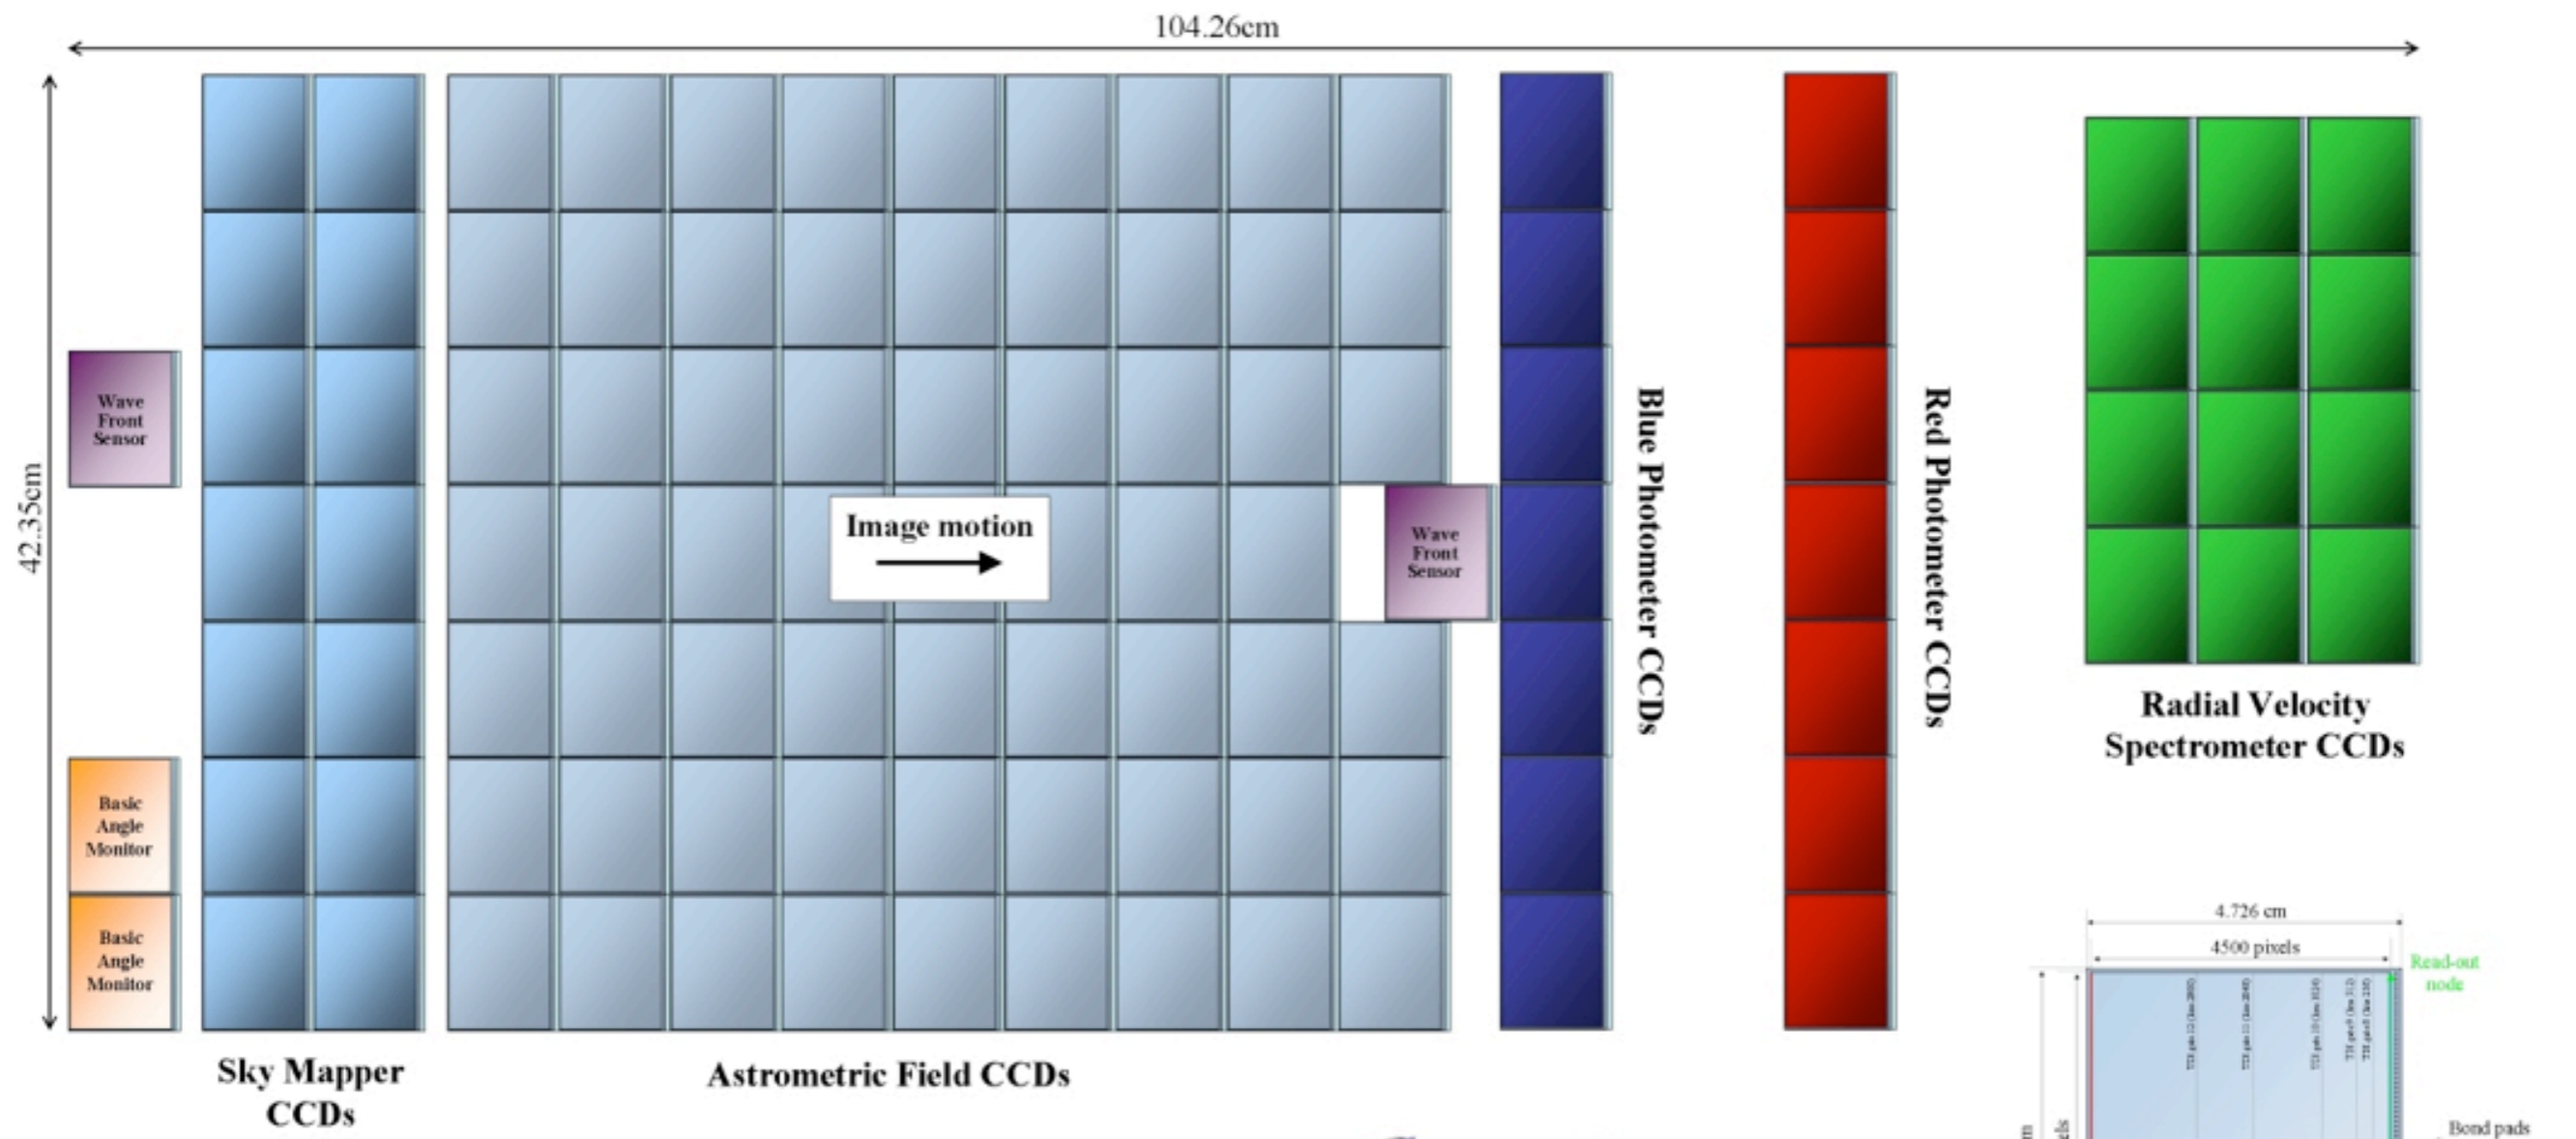 104.26cm
42.35cm
Wave
Front
Sensor
Image motion
Wave
Front
Sensor
Blue Photometer CCDs
Red Photometer CCDs
Radial Velocity
Spectrometer CCDs
Basic
Angle
Monitor
Basic
Angle
Monitor
Sky Mapper
CCDs
Astrometric Field CCDs
4.726 cm
4500 pixels
Read-out
node
Bond pads